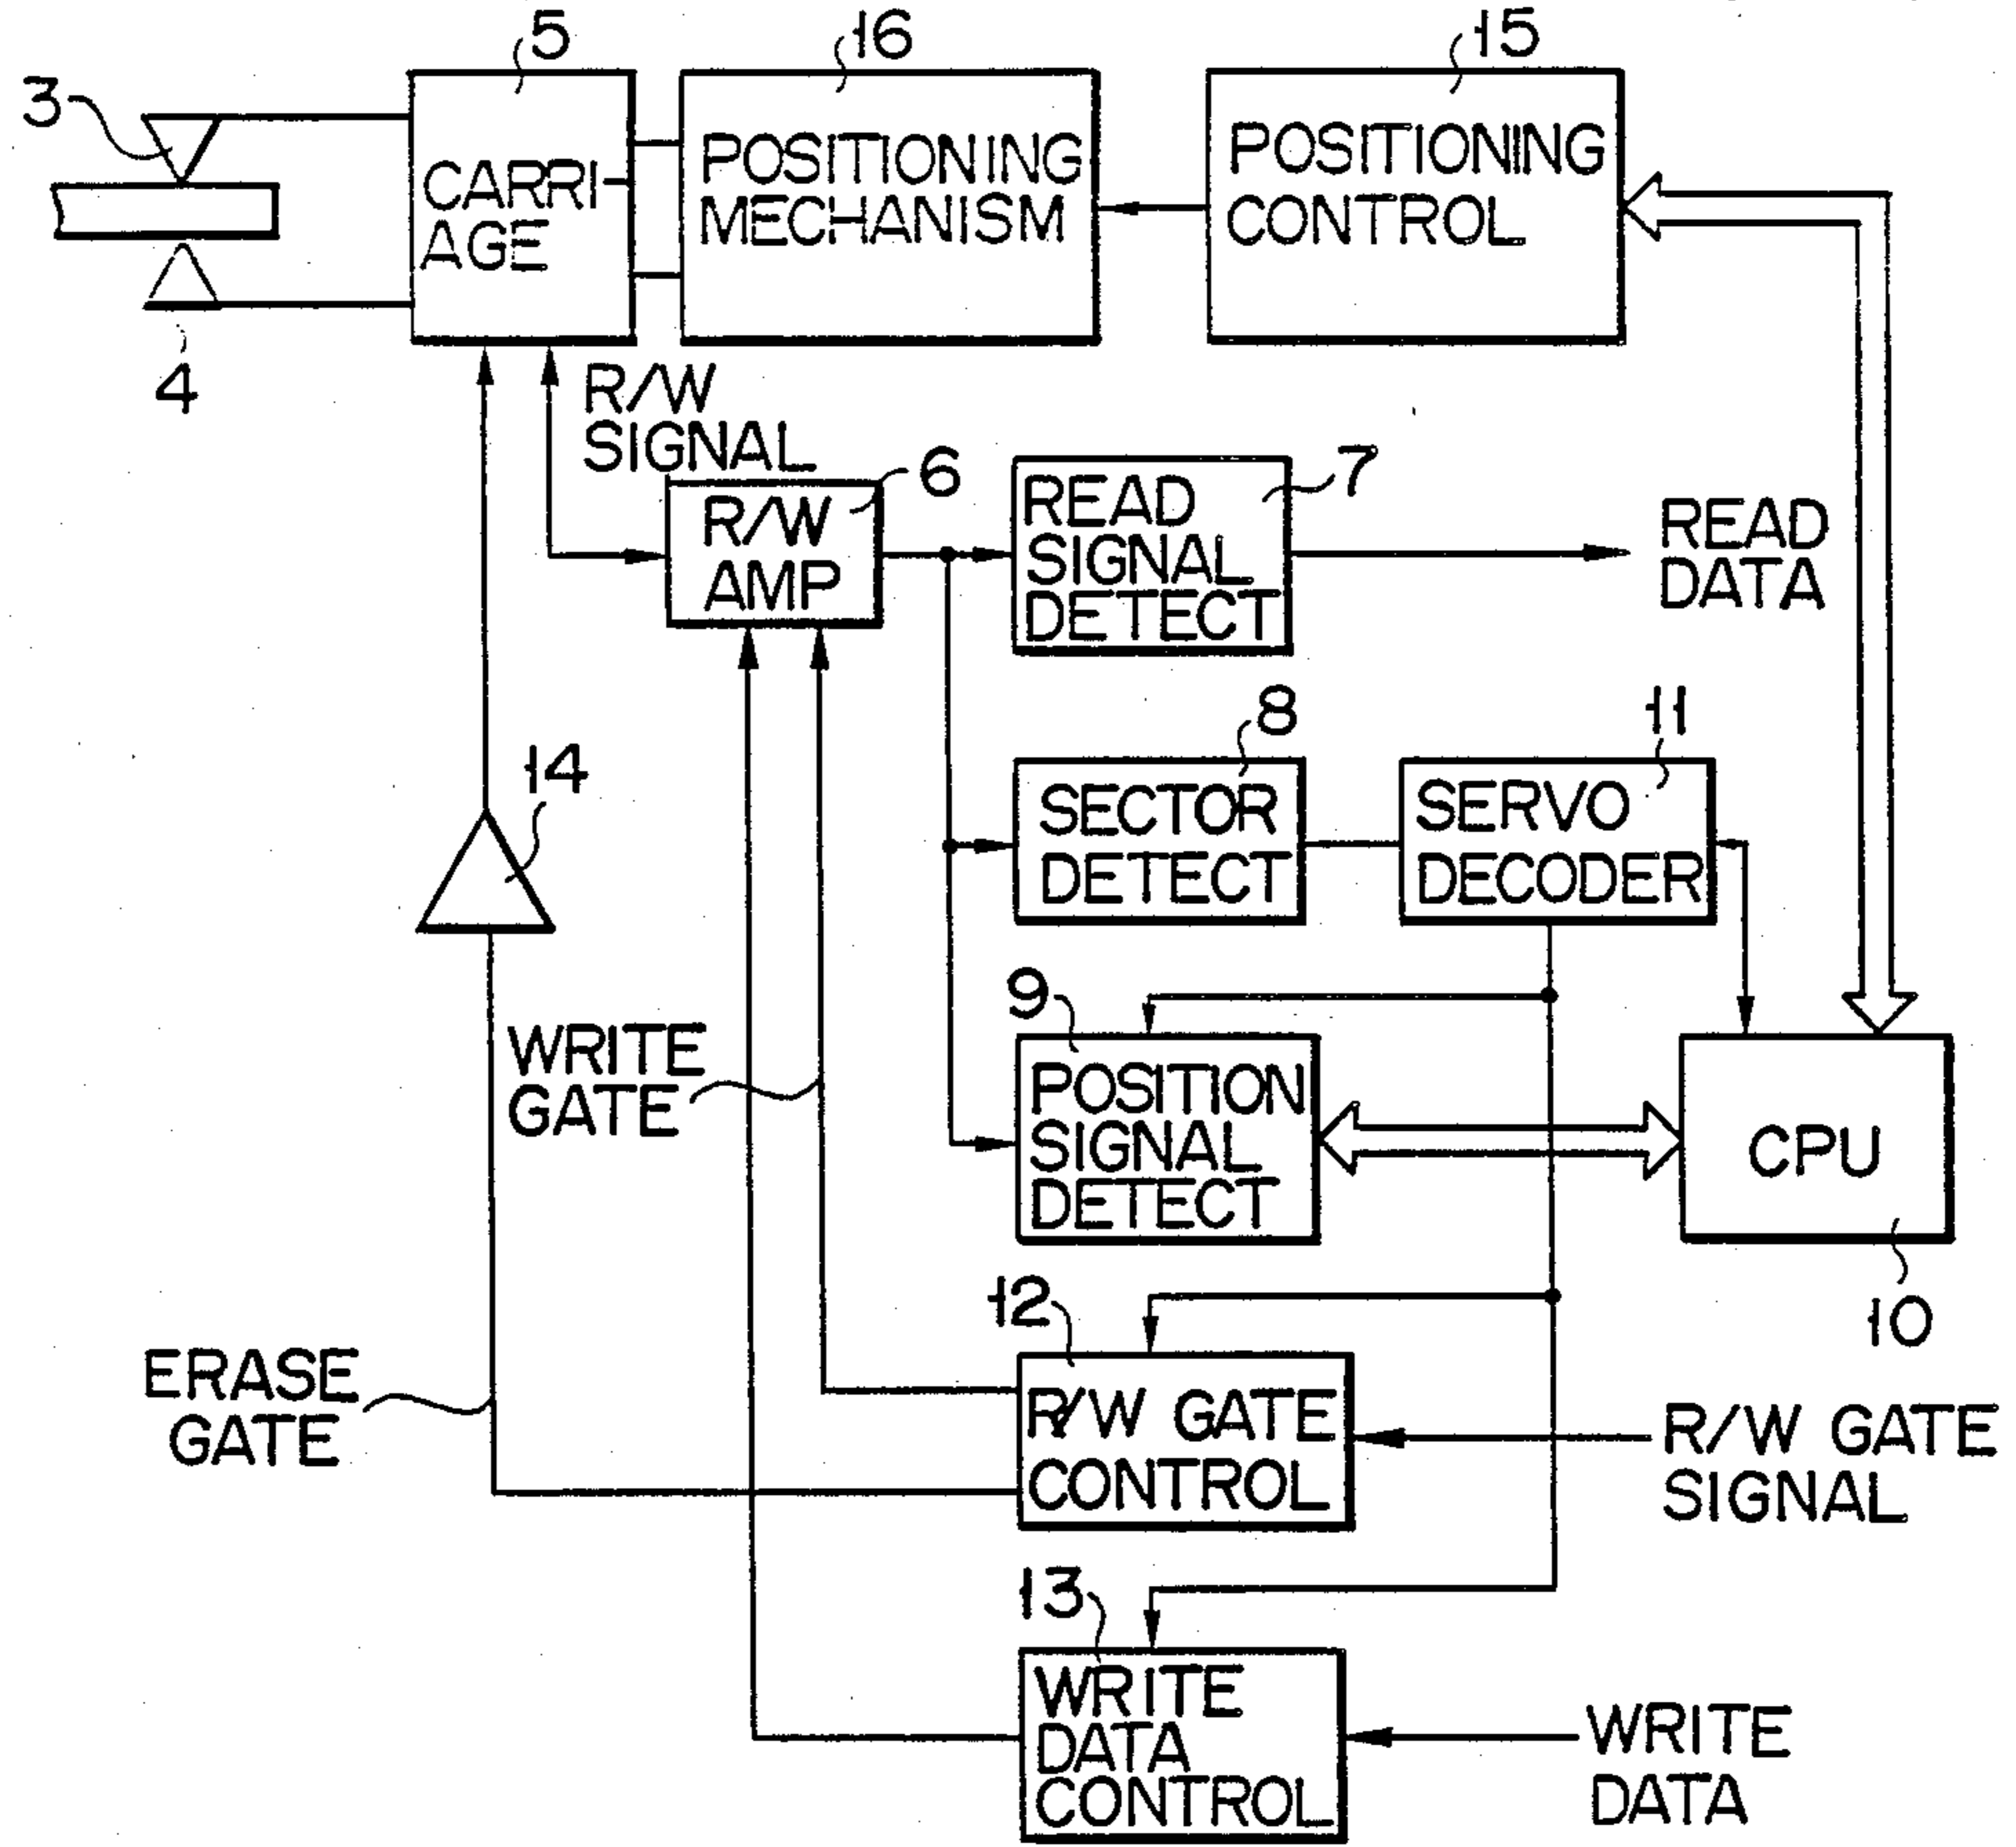 5
16
15
3
CARRI-
AGE
POSITIONING
MECHANISM
POSITIONING
CONTROL
4
R/W
SIGNAL
6
7
R/W
AMP
READ
SIGNAL
DETECT
READ
DATA
14
8
11
SECTOR
DETECT
SERVO
DECODER
9
WRITE
GATE
POSITION
SIGNAL
DETECT
CPU
10
12
ERASE
GATE
R/W GATE
CONTROL
R/W GATE
SIGNAL
13
WRITE
DATA
CONTROL
WRITE
DATA